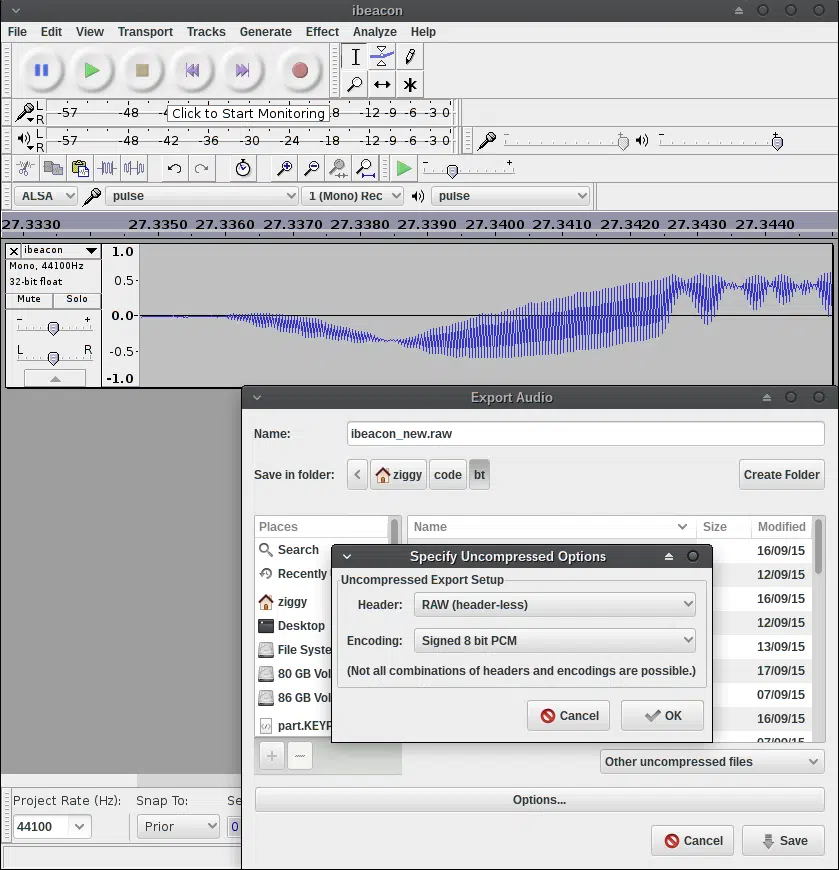 ibeacon
File Edit View Transport Tracks Generate Effect Analyze Help
L
R
-57 -48 -4 Click to Start Monitoring -8 -12 -9 -6 -3 0
L
R
-57 -48 -42 -36 -30 -24 -18 -12 -9 -6 -3 0
- + - +
- +
ALSA pulse 1 (Mono) Rec pulse
27.3330 27.3350 27.3360 27.3370 27.3380 27.3390 27.3400 27.3410 27.3420 27.3430 27.3440
ibeacon
Mono, 44100Hz
32-bit float
Mute Solo
- +
L R
1.0
0.5-
0.0-
-0.5-
-1.0
Export Audio
Name: ibeacon_new.raw
Save in folder: < ziggy code bt Create Folder
Places Name Size Modified
Search 16/09/15
Recently 12/09/15
ziggy 16/09/15
Desktop 12/09/15
File Syste 13/09/15
80 GB Vol 17/09/15
86 GB Vol 07/09/15
part.KEYP 16/09/15
07/09/15
Specify Uncompressed Options
Uncompressed Export Setup
Header: RAW (header-less)
Encoding: Signed 8 bit PCM
(Not all combinations of headers and encodings are possible.)
Cancel OK
Other uncompressed files
Options...
Cancel Save
Project Rate (Hz): Snap To: Se
44100 Prior 0